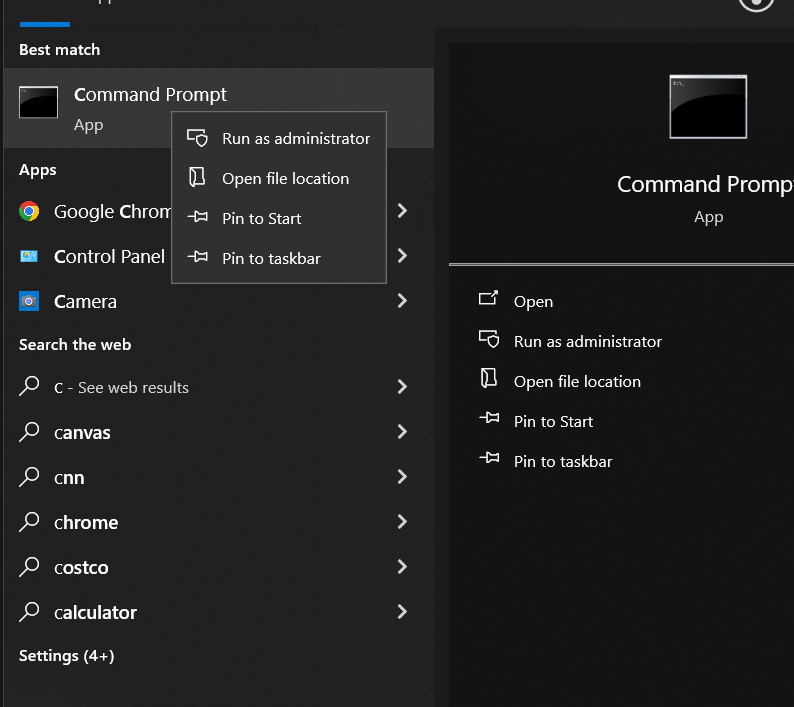 Best match
Command Prompt
App
Run as administrator
Open file location
Pin to Start
Pin to taskbar
Apps
Google Chrom
Control Panel
Camera
Search the web
c - See web results
canvas
cnn
chrome
costco
calculator
Settings (4+)
Command Promp
App
Open
Run as administrator
Open file location
Pin to Start
Pin to taskbar